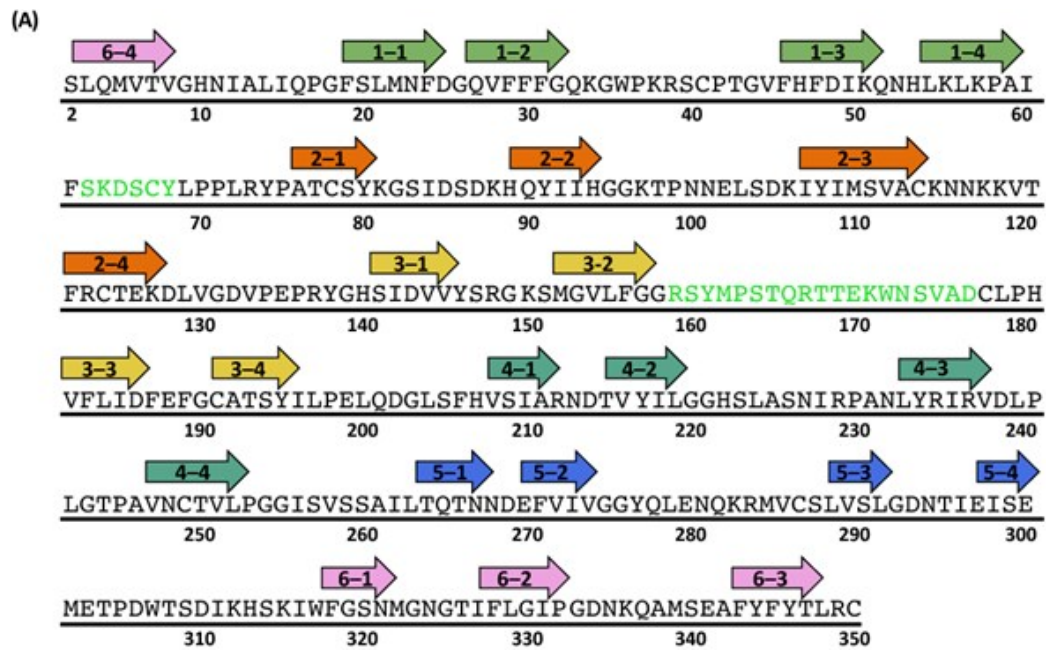 (A)
6–4 1–1 1–2 1–3 1–4
SLQMVTVGHNIALIQPGFSLMNFDGQVFFFGQKGWPKRSCPTGVFHFDIKQNHLKLKPAI
2 10 20 30 40 50 60
2–1 2–2 2–3
FSKDSCYLPPLRYPATCSYKGSIDSDKHQYIIHGGKTPNNELSDKIYIMSVACKNNKKVT
70 80 90 100 110 120
2–4 3–1 3-2
FRCTEKDLVGDVPEPRYGHSIDVVYSRGKSMGVLFGGRSYMPSTQRTTEKWNSVADCLPH
130 140 150 160 170 180
3–3 3–4 4–1 4–2 4–3
VFLIDFEFGCATSYILPELQDGLSFHVSIARNDTVYILGGHSLASNIRPANLYRIRVDLP
190 200 210 220 230 240
4–4 5–1 5–2 5–3 5–4
LGTPAVNCTVLPGGISVSSAILTQTNNDEFVIVGGYQLENQKRMVCSLVSLGDNTIEISE
250 260 270 280 290 300
6–1 6–2 6–3
METPDWTSDIKHSKIWFGSNMGNGTIFLGIPGDNKQAMSEAFYFYTLRC
310 320 330 340 350